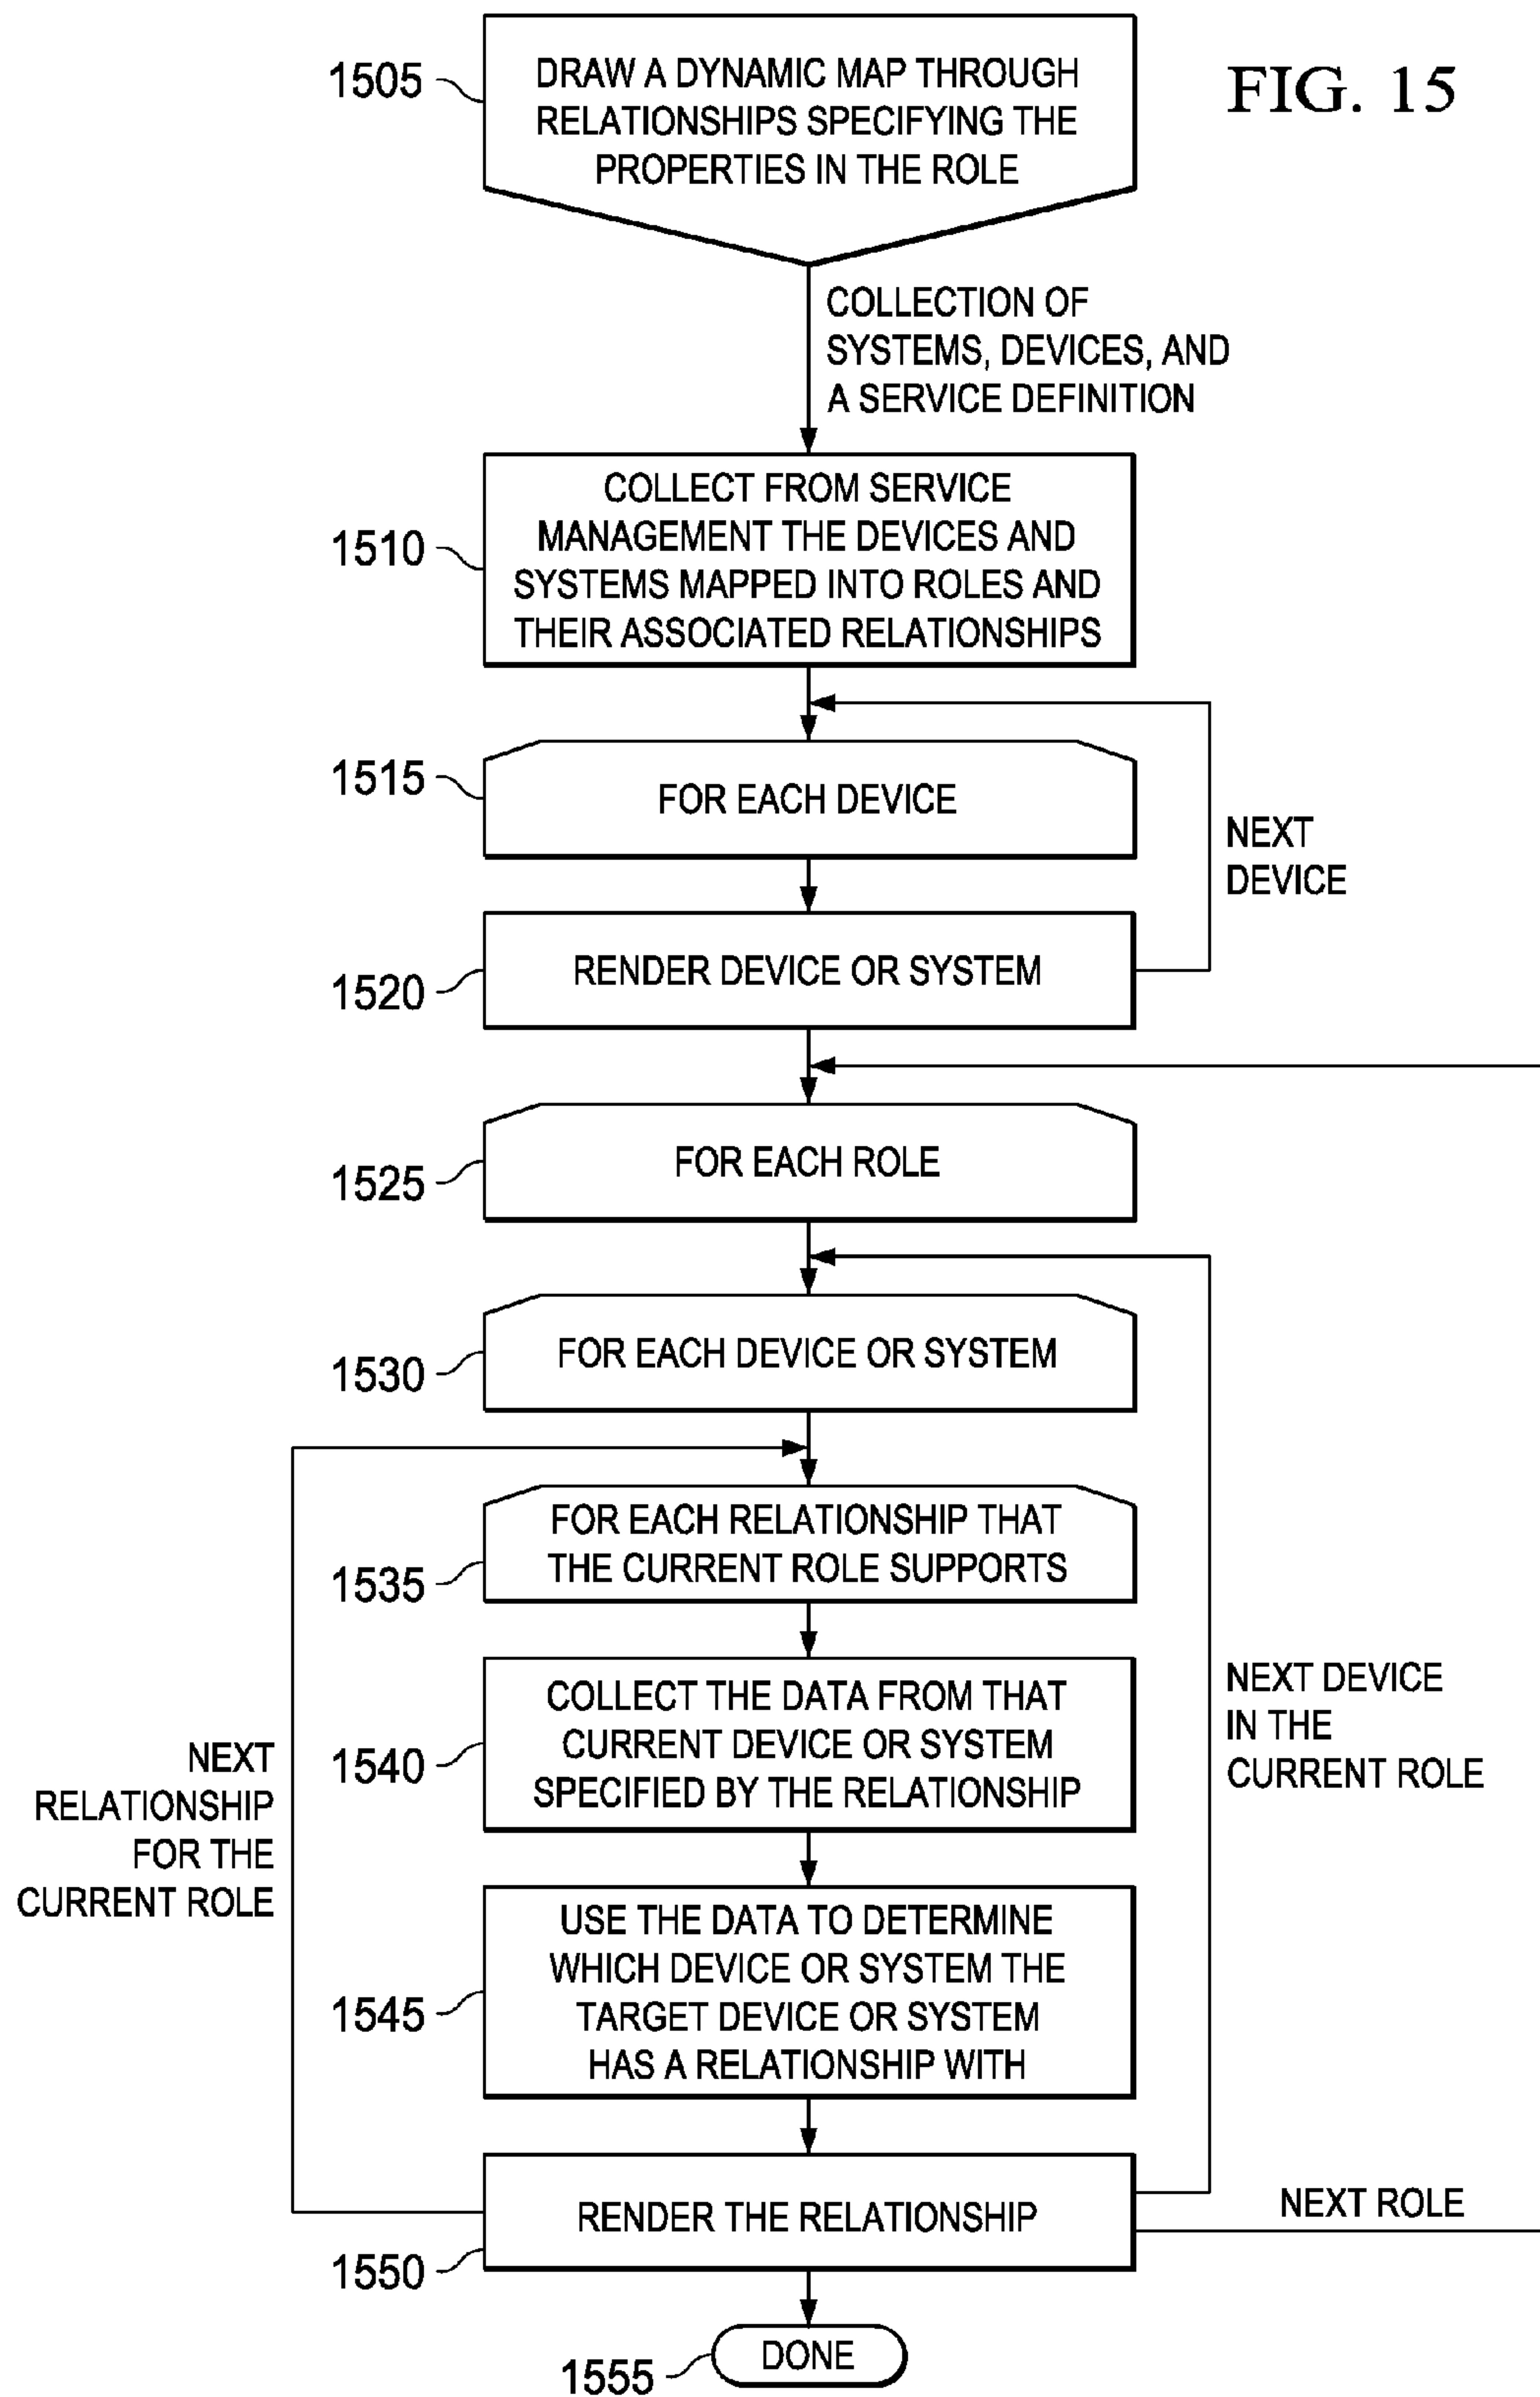 FIG. 15
1505
DRAW A DYNAMIC MAP THROUGH
RELATIONSHIPS SPECIFYING THE
PROPERTIES IN THE ROLE
COLLECTION OF
SYSTEMS, DEVICES, AND
A SERVICE DEFINITION
1510
COLLECT FROM SERVICE
MANAGEMENT THE DEVICES AND
SYSTEMS MAPPED INTO ROLES AND
THEIR ASSOCIATED RELATIONSHIPS
1515
FOR EACH DEVICE
NEXT
DEVICE
1520
RENDER DEVICE OR SYSTEM
1525
FOR EACH ROLE
1530
FOR EACH DEVICE OR SYSTEM
1535
FOR EACH RELATIONSHIP THAT
THE CURRENT ROLE SUPPORTS
1540
COLLECT THE DATA FROM THAT
CURRENT DEVICE OR SYSTEM
SPECIFIED BY THE RELATIONSHIP
NEXT DEVICE
IN THE
CURRENT ROLE
NEXT
RELATIONSHIP
FOR THE
CURRENT ROLE
1545
USE THE DATA TO DETERMINE
WHICH DEVICE OR SYSTEM THE
TARGET DEVICE OR SYSTEM
HAS A RELATIONSHIP WITH
1550
RENDER THE RELATIONSHIP
NEXT ROLE
1555
DONE